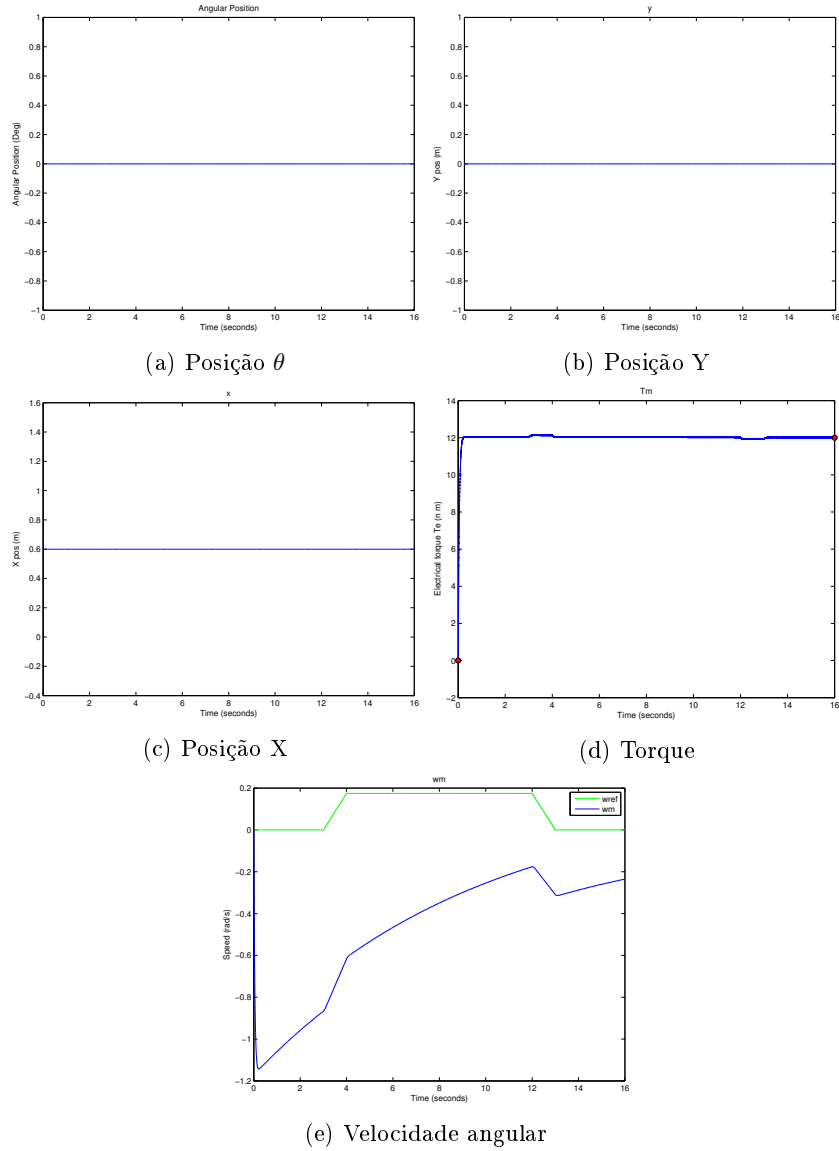 Angular Position
1
0.8
0.6
0.4
0.2
0
−0.2
−0.4
−0.6
−0.8
−1
Angular Position (Deg)
0 2 4 6 8 10 12 14 16
Time (seconds)
(a) Posição θ
y
1
0.8
0.6
0.4
0.2
0
−0.2
−0.4
−0.6
−0.8
−1
Y pos (m)
0 2 4 6 8 10 12 14 16
Time (seconds)
(b) Posição Y
x
1.6
1.4
1.2
1
0.8
0.6
0.4
0.2
0
−0.2
−0.4
X pos (m)
0 2 4 6 8 10 12 14 16
Time (seconds)
(c) Posição X
Tm
14
12
10
8
6
4
2
0
−2
Electrical torque Te (n m)
0 2 4 6 8 10 12 14 16
Time (seconds)
(d) Torque
wm
0.2
0
−0.2
−0.4
−0.6
−0.8
−1
−1.2
Speed (rad/s)
wref
wm
0 2 4 6 8 10 12 14 16
Time (seconds)
(e) Velocidade angular